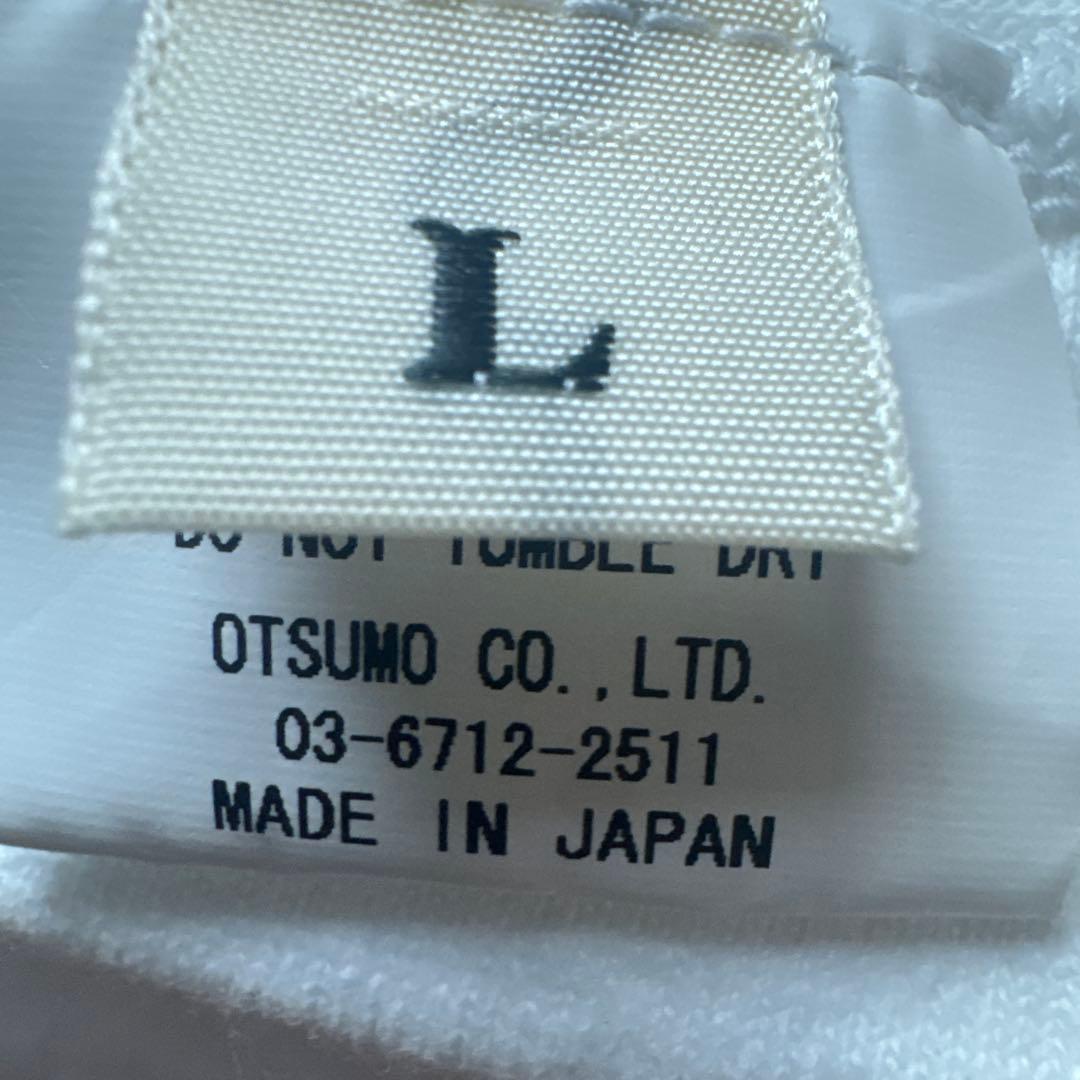 L
DO NOT TUMBLE DRY
OTSUMO CO.,LTD.
03-6712-2511
MADE IN JAPAN